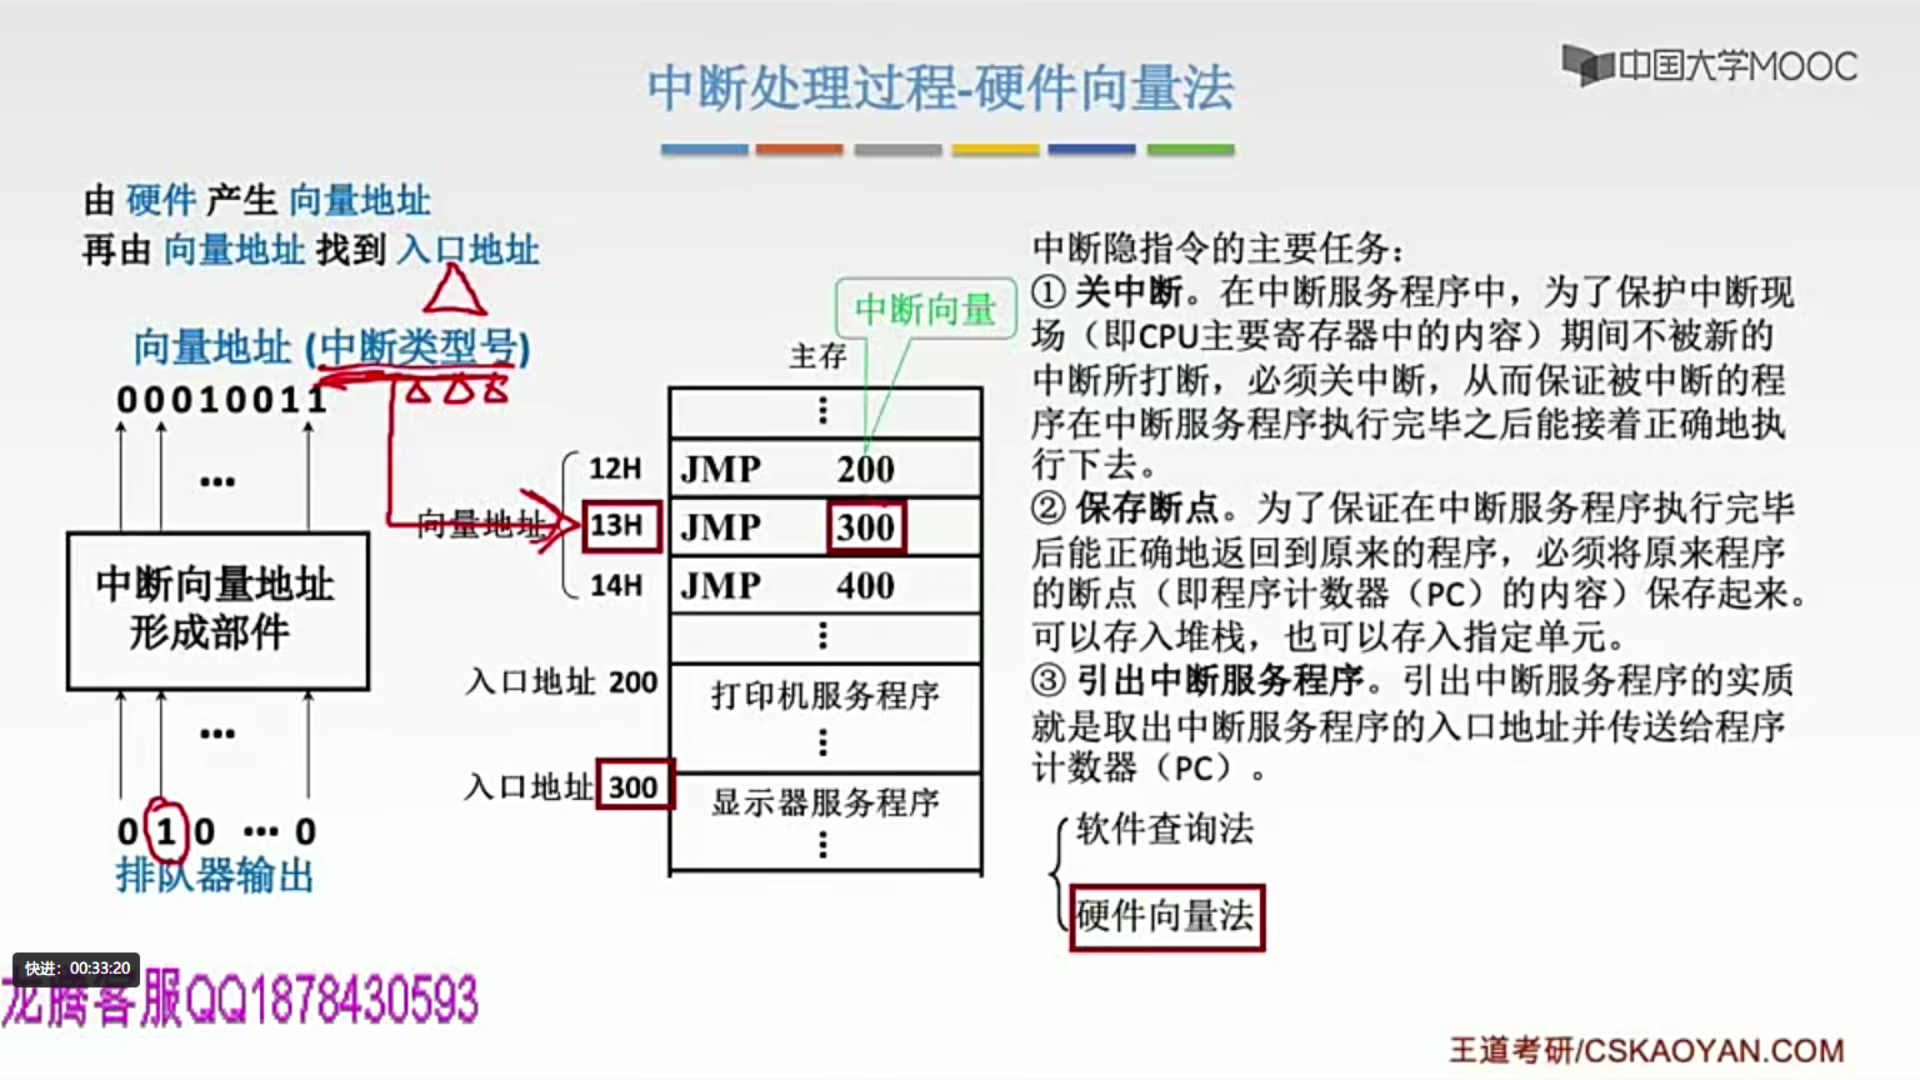 中断处理过程-硬件向量法
中国大学MOOC
由 硬件 产生 向量地址
再由 向量地址 找到 入口地址
向量地址 (中断类型号)
00010011
...
中断向量地址
形成部件
...
0 1 0 ... 0
排队器输出
中断向量
主存
⋮
12H JMP 200
向量地址 13H JMP 300
14H JMP 400
⋮
入口地址 200 打印机服务程序
⋮
入口地址 300 显示器服务程序
⋮
中断隐指令的主要任务：
① 关中断。在中断服务程序中，为了保护中断现
场（即CPU主要寄存器中的内容）期间不被新的
中断所打断，必须关中断，从而保证被中断的程
序在中断服务程序执行完毕之后能接着正确地执
行下去。
② 保存断点。为了保证在中断服务程序执行完毕
后能正确地返回到原来的程序，必须将原来程序
的断点（即程序计数器（PC）的内容）保存起来。
可以存入堆栈，也可以存入指定单元。
③ 引出中断服务程序。引出中断服务程序的实质
就是取出中断服务程序的入口地址并传送给程序
计数器（PC）。
软件查询法
硬件向量法
快进：00:33:20
龙腾客服QQ1878430593
王道考研/CSKAOYAN.COM